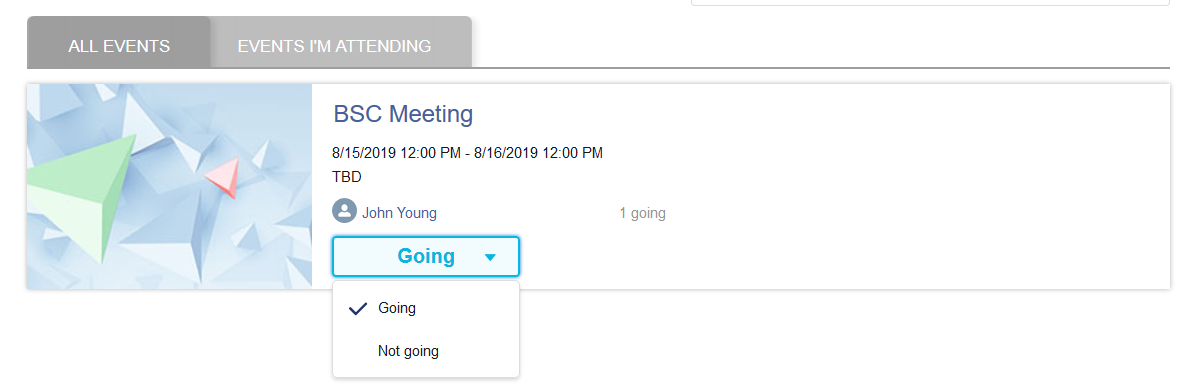 ALL EVENTS EVENTS I'M ATTENDING
BSC Meeting
8/15/2019 12:00 PM - 8/16/2019 12:00 PM
TBD
John Young 1 going
Going
Going
Not going